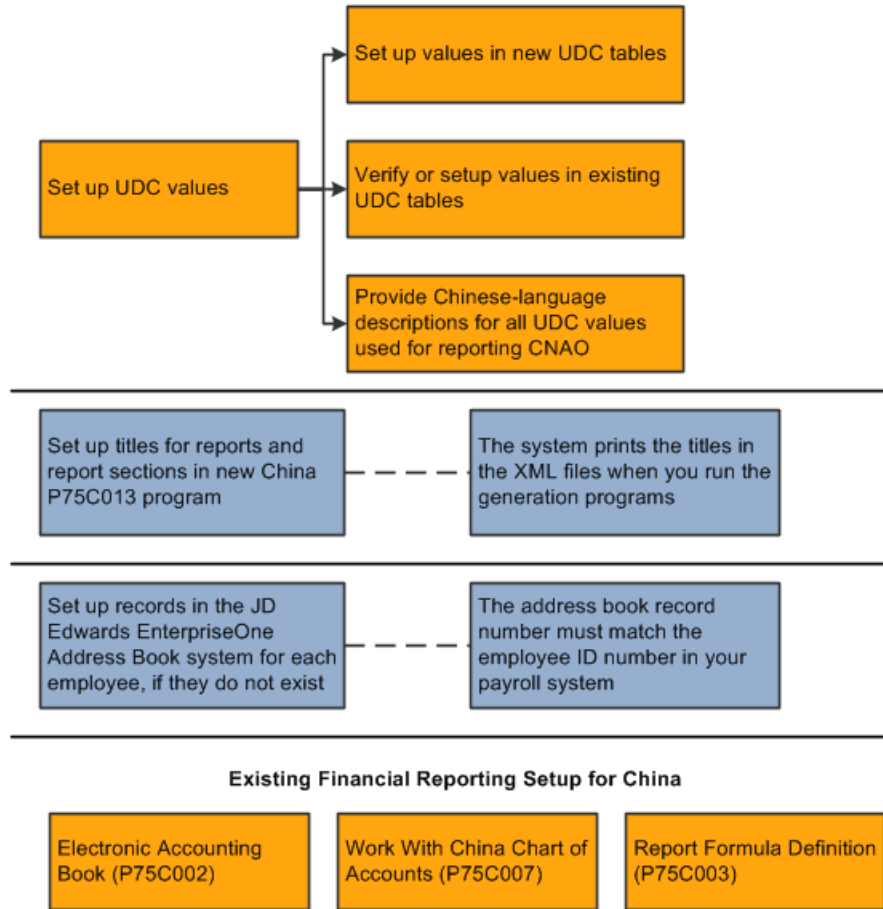 Set up values in new UDC tables
Set up UDC values
Verify or setup values in existing
UDC tables
Provide Chinese-language
descriptions for all UDC values
used for reporting CNAO
Set up titles for reports and
report sections in new China
P75C013 program
The system prints the titles in
the XML files when you run the
generation programs
Set up records in the JD
Edwards EnterpriseOne
Address Book system for each
employee, if they do not exist
The address book record
number must match the
employee ID number in your
payroll system
Existing Financial Reporting Setup for China
Electronic Accounting
Book (P75C002)
Work With China Chart of
Accounts (P75C007)
Report Formula Definition
(P75C003)